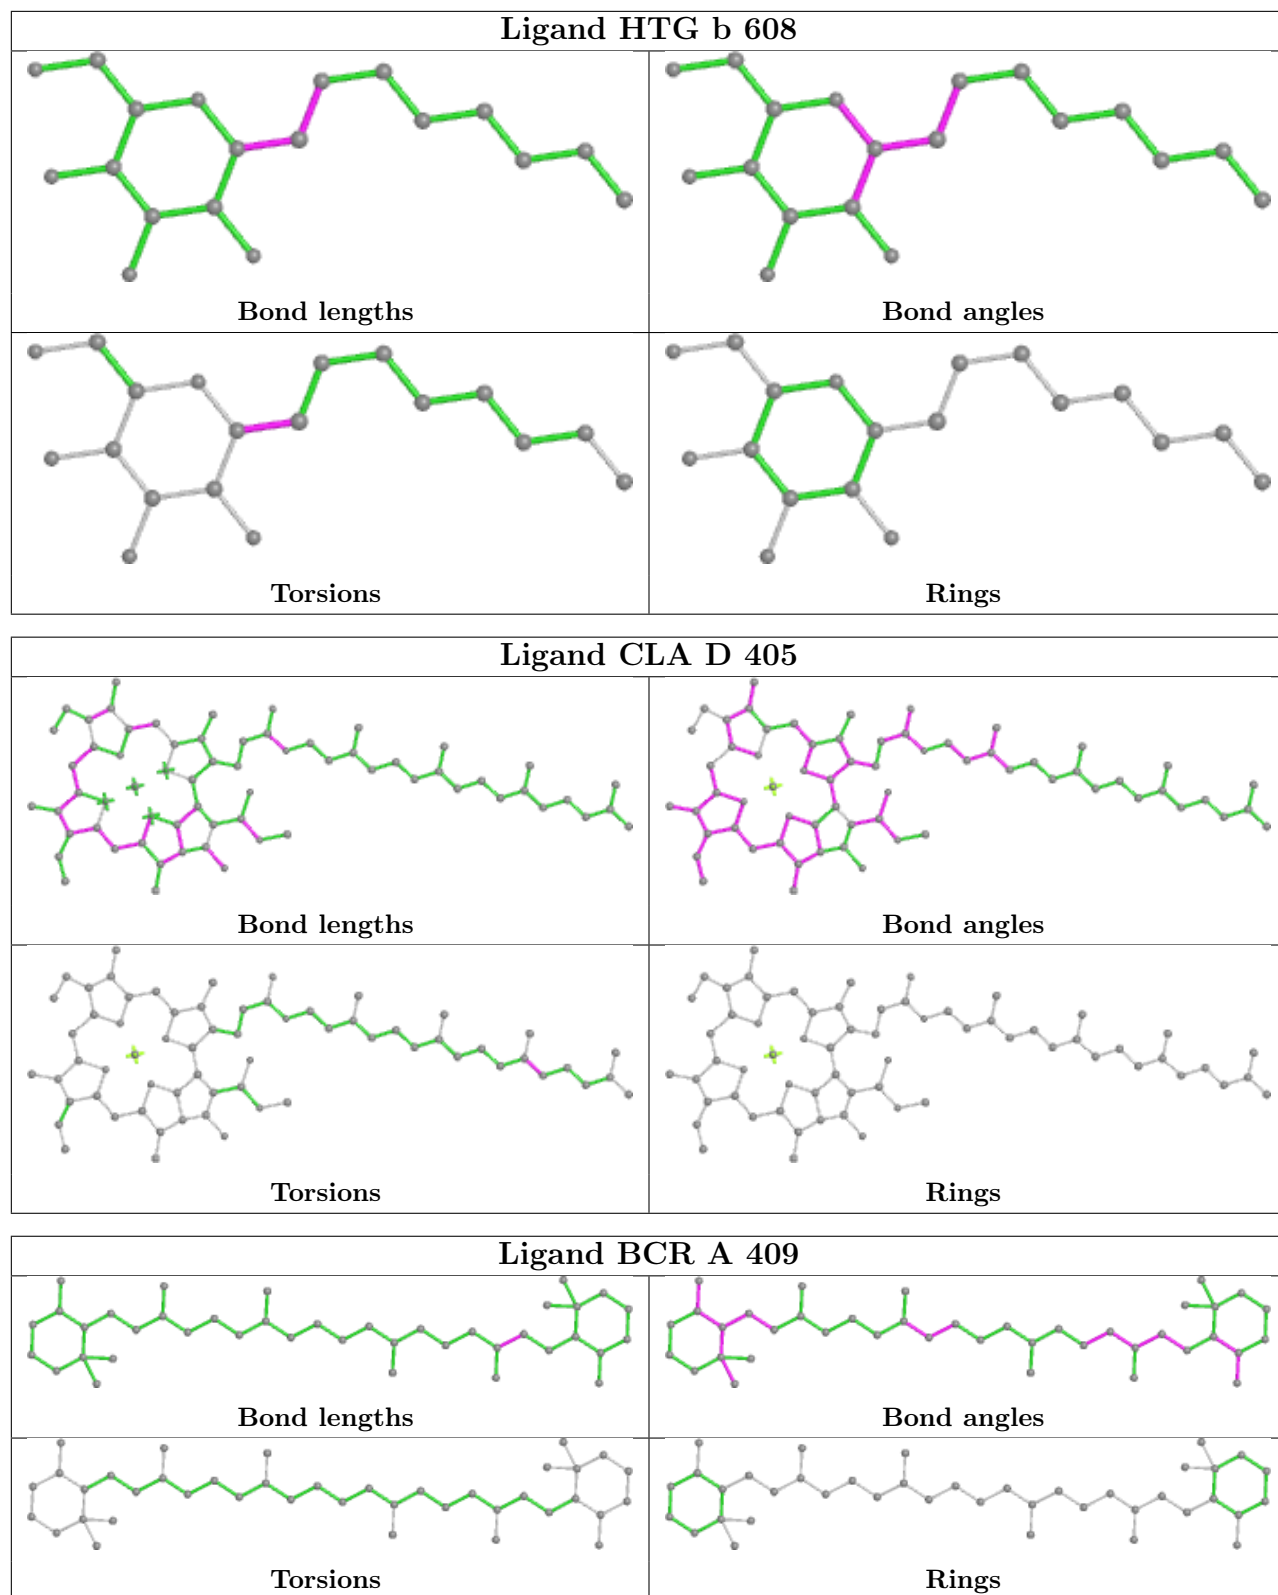 Ligand HTG b 608
Bond lengths
Bond angles
Torsions
Rings
Ligand CLA D 405
Bond lengths
Bond angles
Torsions
Rings
Ligand BCR A 409
Bond lengths
Bond angles
Torsions
Rings